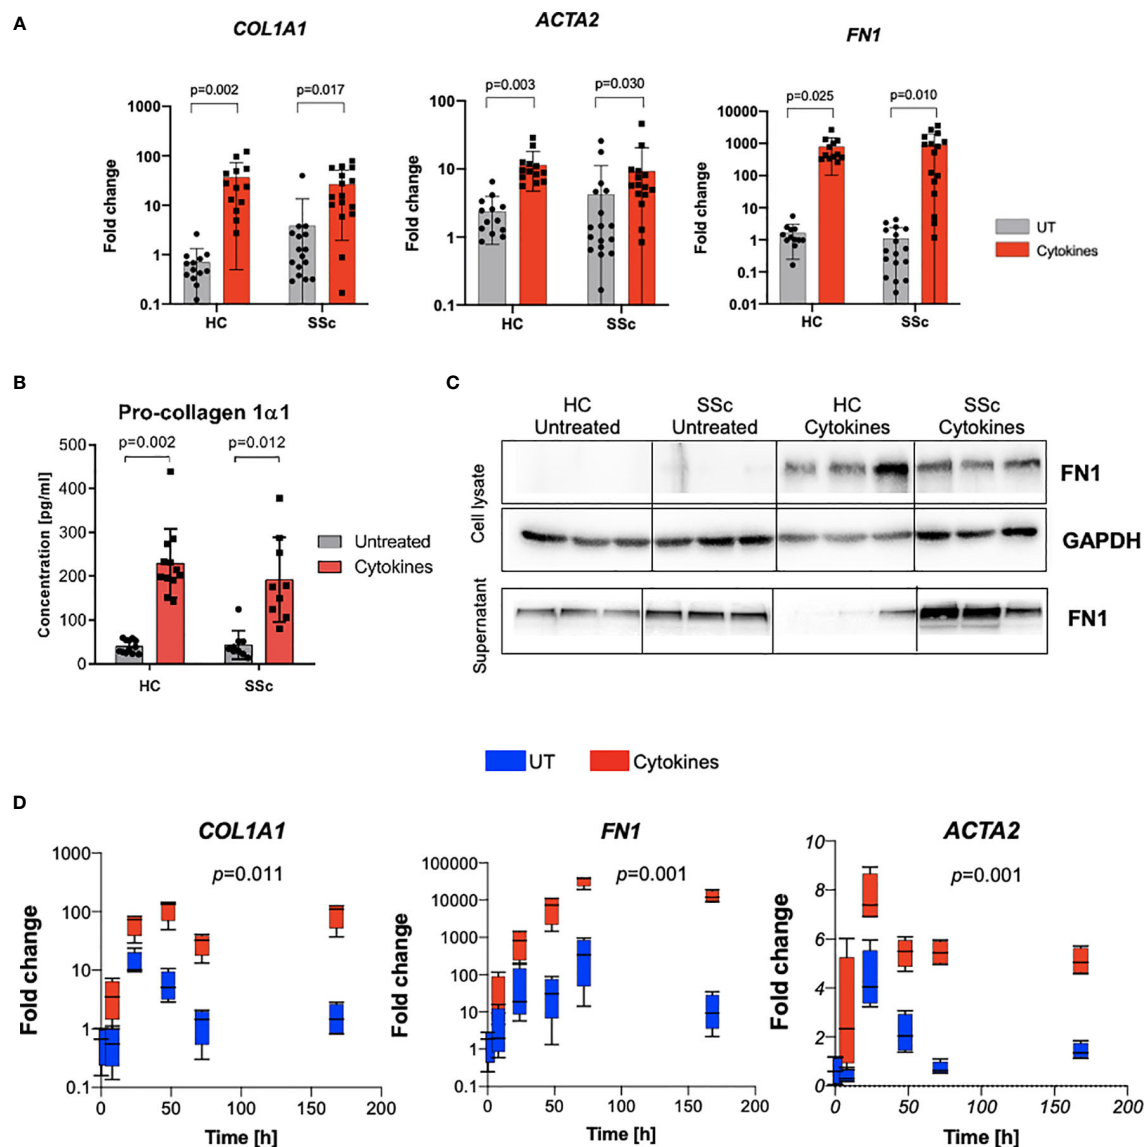 A
COL1A1
ACTA2
FN1
p=0.002
p=0.017
p=0.003
p=0.030
p=0.025
p=0.010
Fold change
1000
100
10
1
0.1
HC
SSc
Fold change
100
10
1
0.1
HC
SSc
Fold change
10000
1000
100
10
1
0.1
0.01
HC
SSc
UT
Cytokines
B
Pro-collagen 1α1
p=0.002
p=0.012
Concentration [pg/ml]
500
400
300
200
100
0
HC
SSc
Untreated
Cytokines
C
HC
Untreated
SSc
Untreated
HC
Cytokines
SSc
Cytokines
Cell lysate
FN1
GAPDH
Supernatant
FN1
UT
Cytokines
D
COL1A1
p=0.011
Fold change
1000
100
10
1
0.1
0
50
100
150
200
Time [h]
FN1
p=0.001
Fold change
100000
10000
1000
100
10
1
0.1
0
50
100
150
200
Time [h]
ACTA2
p=0.001
Fold change
10
8
6
4
2
0
0
50
100
150
200
Time [h]